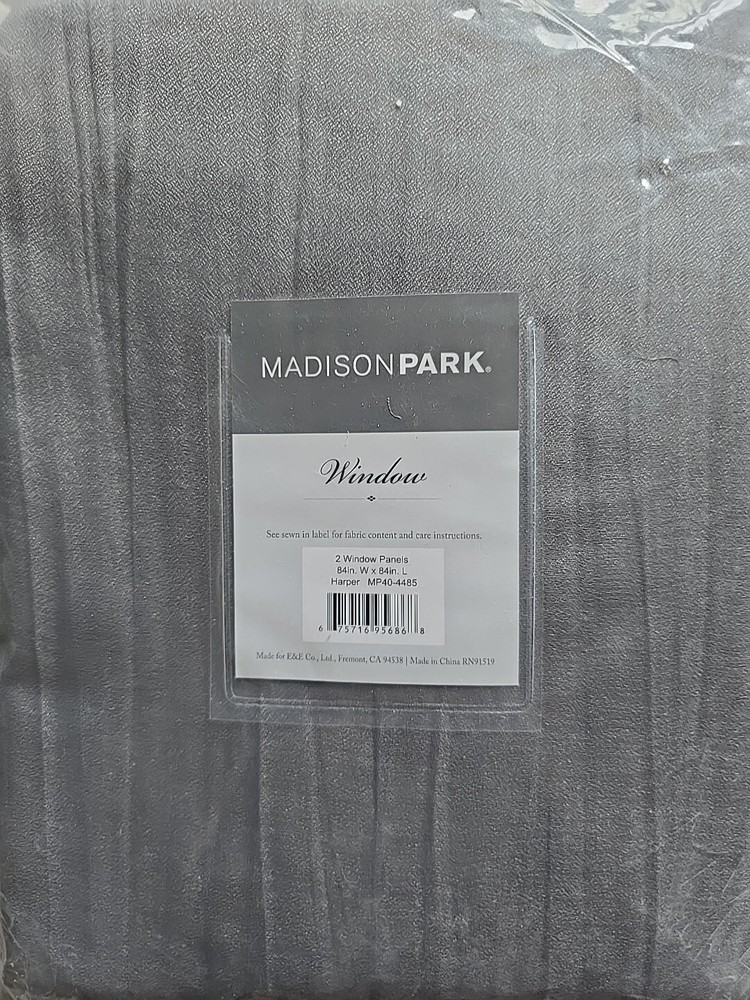 MADISONPARK®
Window
See sewn in label for fabric content and care instructions.
2 Window Panels
84in. W x 84in. L
Harper MP40-4485
6 75716 95686 8
Made for E&E Co., Ltd., Fremont, CA 94538 | Made in China RN91519